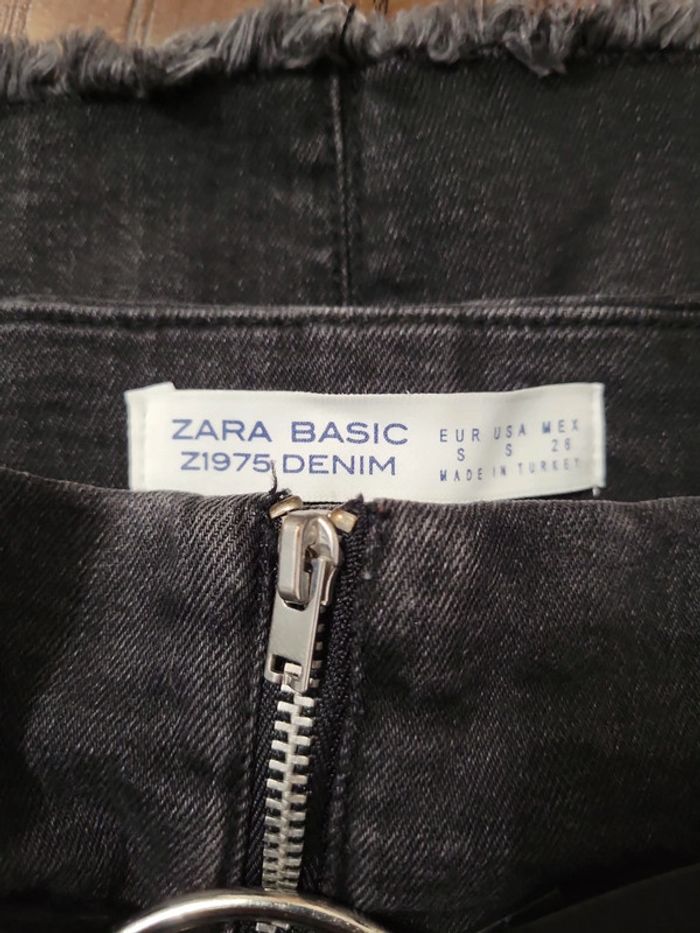 ZARA BASIC
Z1975 DENIM
EUR USA MEX
S S 26
MADE IN TURKEY